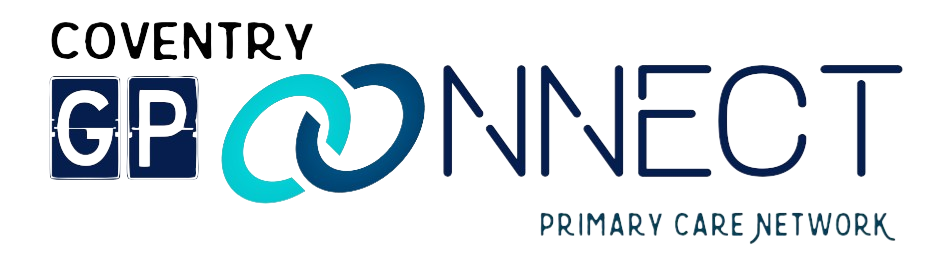 COVENTRY
GP CONNECT
PRIMARY CARE NETWORK